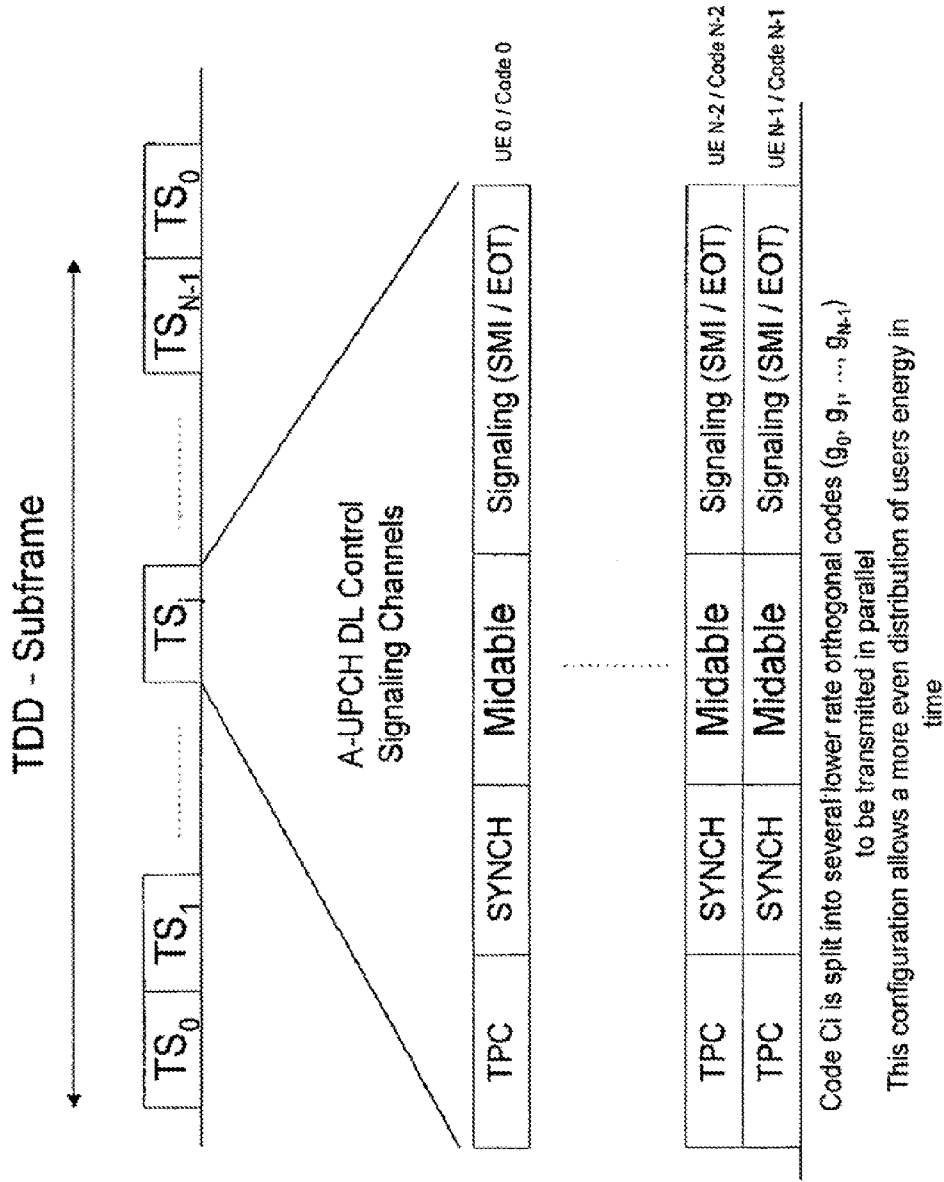 TDD - Subframe
TS0 TS1 TSi TSN-1 TS0
A-UPCH DL Control
Signaling Channels
TPC SYNCH Midable Signaling (SMI / EOT) UE 0 / Code 0
TPC SYNCH Midable Signaling (SMI / EOT) UE N-2 / Code N-2
TPC SYNCH Midable Signaling (SMI / EOT) UE N-1 / Code N-1
Code Ci is split into several lower rate orthogonal codes (g0, g1, ..., gN-1)
to be transmitted in parallel
This configuration allows a more even distribution of users energy in
time